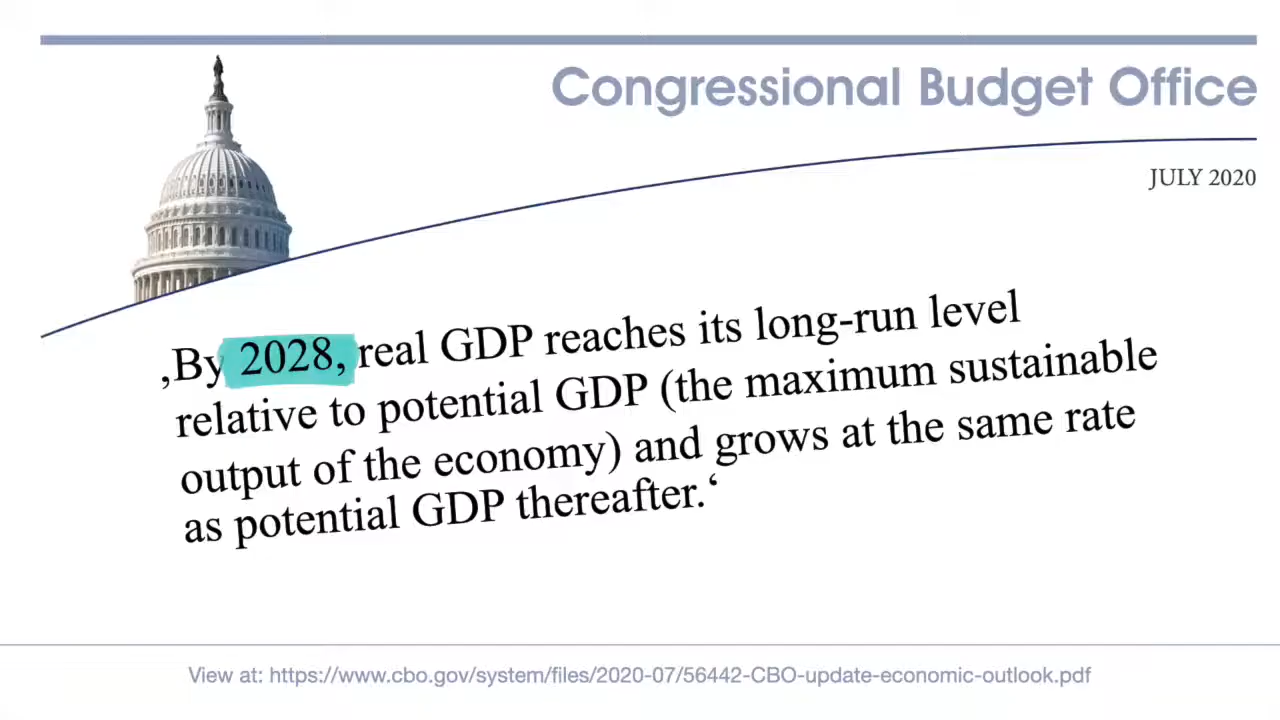 Congressional Budget Office
JULY 2020
‚By 2028, real GDP reaches its long-run level
relative to potential GDP (the maximum sustainable
output of the economy) and grows at the same rate
as potential GDP thereafter.‘
View at: https://www.cbo.gov/system/files/2020-07/56442-CBO-update-economic-outlook.pdf